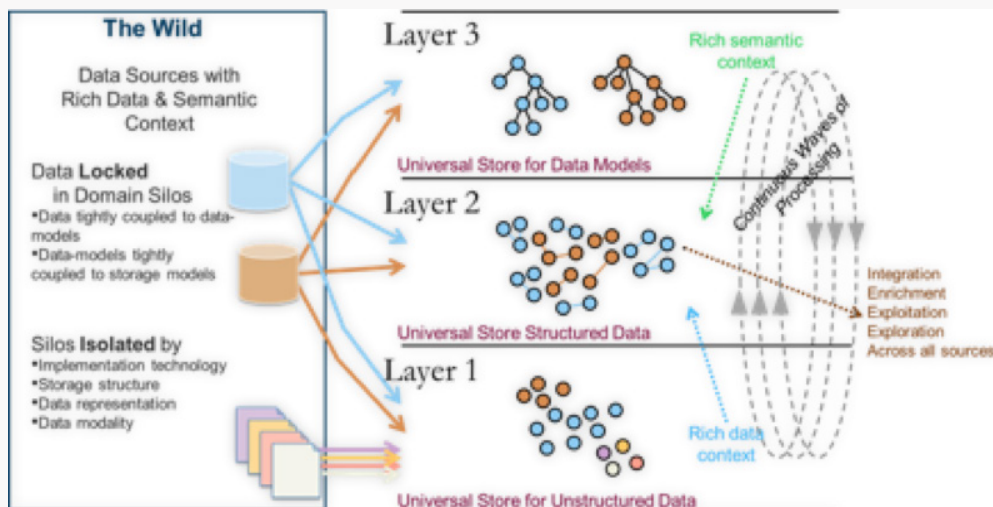 The Wild
Data Sources with
Rich Data & Semantic
Context
Data Locked
in Domain Silos
•Data tightly coupled to data-
models
•Data-models tightly
coupled to storage models
Silos Isolated by
•Implementation technology
•Storage structure
•Data representation
•Data modality
Layer 3
Universal Store for Data Models
Layer 2
Universal Store Structured Data
Layer 1
Universal Store for Unstructured Data
Rich semantic
context
Continuous Waves of
Processing
Integration
Enrichment
Exploitation
Exploration
Across all sources
Rich data
context